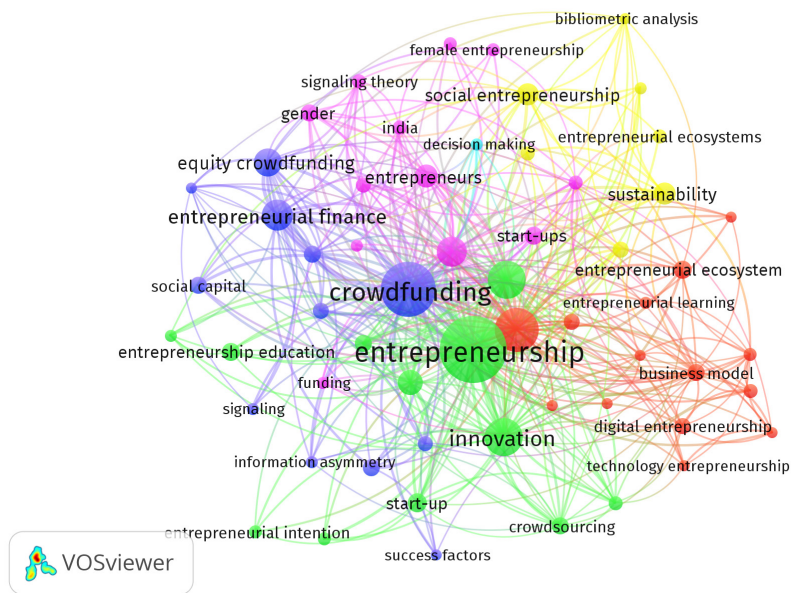 bibliometric analysis
female entrepreneurship
signaling theory
social entrepreneurship
gender
india
decision making
entrepreneurial ecosystems
equity crowdfunding
entrepreneurs
sustainability
entrepreneurial finance
start-ups
entrepreneurial ecosystem
social capital
crowdfunding
entrepreneurial learning
entrepreneurship education
entrepreneurship
business model
funding
signaling
digital entrepreneurship
innovation
information asymmetry
technology entrepreneurship
start-up
crowdsourcing
entrepreneurial intention
success factors
VOSviewer